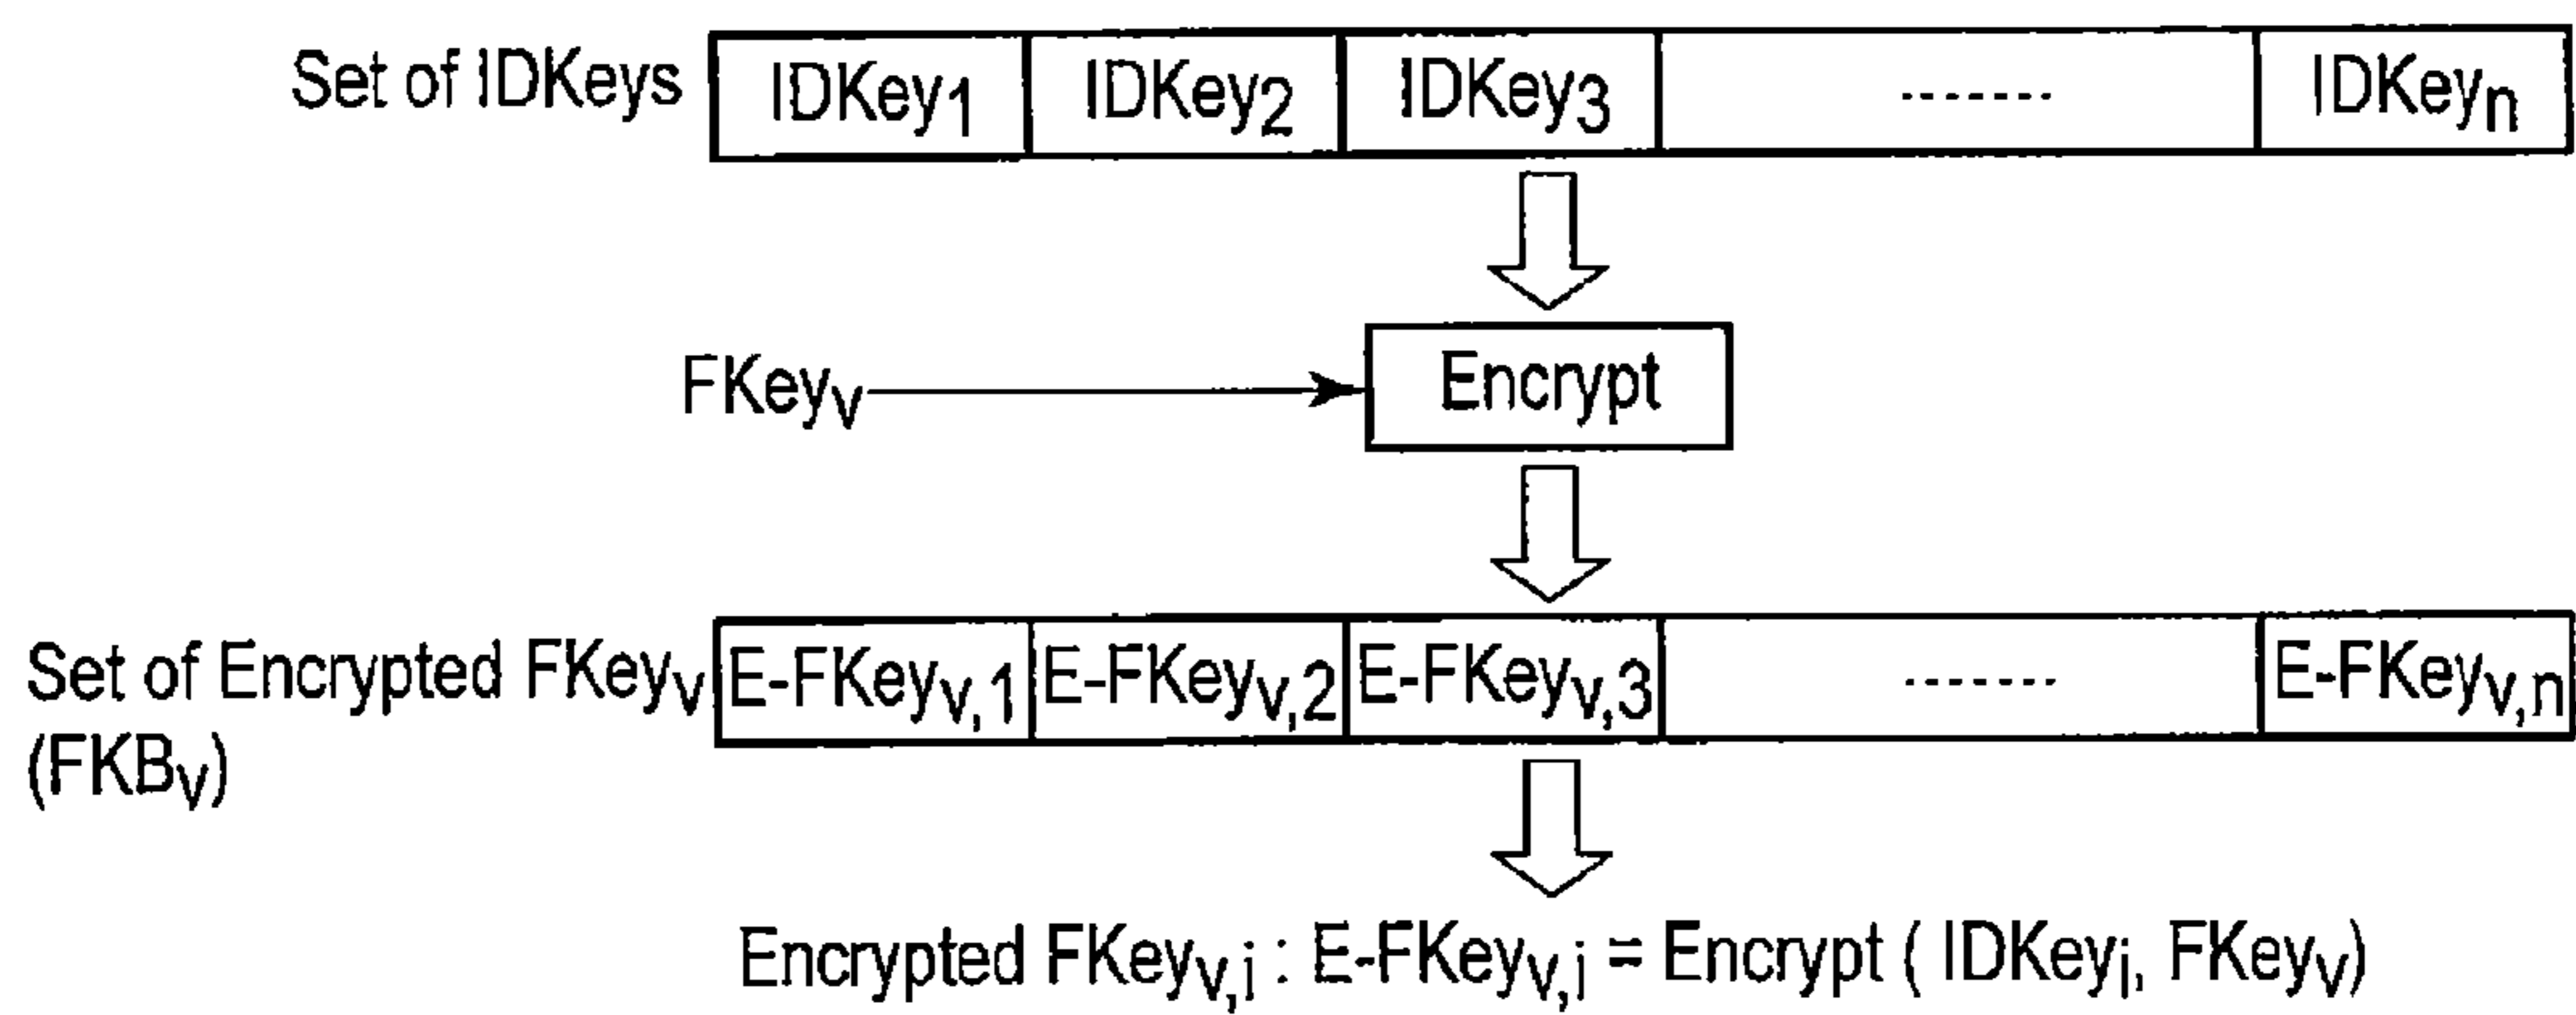 Set of IDKeys IDKey1 IDKey2 IDKey3 ------- IDKeyn
FKeyv Encrypt
Set of Encrypted FKeyv E-FKeyv,1 E-FKeyv,2 E-FKeyv,3 ------- E-FKeyv,n
(FKBv)
Encrypted FKeyv,j : E-FKeyv,j = Encrypt ( IDKeyi, FKeyv)